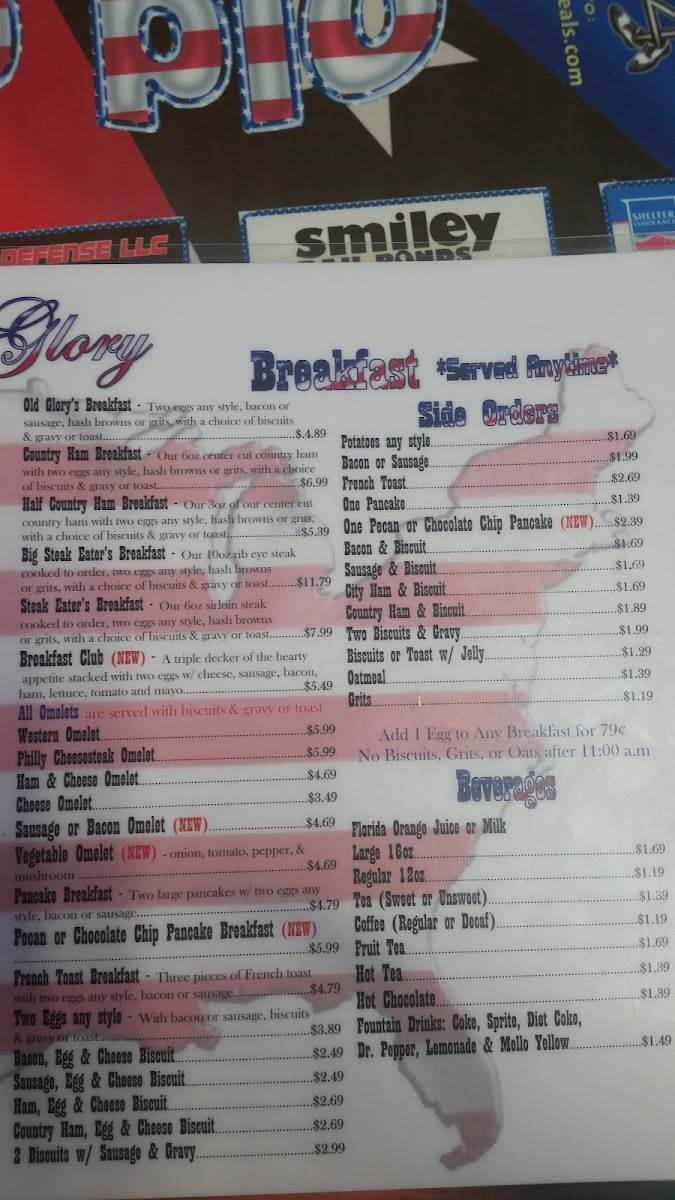 Old
eals.com
DEFENSE LLC
smiley
BAIL BONDS
SHELTER
INSURANCE
Glory
Breakfast *Served Anytime*
Old Glory's Breakfast - Two eggs any style, bacon or
sausage, hash browns or grits, with a choice of biscuits
& gravy or toast....$.4.89
Country Ham Breakfast - Our 6oz center cut country ham
with two eggs any style, hash browns or grits, with a choice
of biscuits & gravy or toast....$6.99
Half Country Ham Breakfast - Our 3oz of our center cut
country ham with two eggs any style, hash browns or grits,
with a choice of biscuits & gravy or toast....$5.39
Big Steak Eater's Breakfast - Our 10oz rib eye steak
cooked to order, two eggs any style, hash browns
or grits, with a choice of biscuits & gravy or toast....$11.79
Steak Eater's Breakfast - Our 6oz sirloin steak
cooked to order, two eggs any style, hash browns
or grits, with a choice of biscuits & gravy or toast....$7.99
Breakfast Club (NEW) - A triple decker of the hearty
appetite stacked with two eggs w/ cheese, sausage, bacon,
ham, lettuce, tomato and mayo....$5.49
All Omelets are served with biscuits & gravy or toast
Western Omelet....$5.99
Philly Cheesesteak Omelet....$5.99
Ham & Cheese Omelet....$4.69
Cheese Omelet....$3.49
Sausage or Bacon Omelet (NEW)....$4.69
Vegetable Omelet (NEW) - onion, tomato, pepper, &
mushroom ....$4.69
Pancake Breakfast - Two large pancakes w/ two eggs any
style, bacon or sausage....$4.79
Pecan or Chocolate Chip Pancake Breakfast (NEW)
....$5.99
French Toast Breakfast - Three pieces of French toast
with two eggs any style, bacon or sausage....$4.79
Two Eggs any style - With bacon or sausage, biscuits
& gravy or toast....$3.89
Bacon, Egg & Cheese Biscuit....$2.49
Sausage, Egg & Cheese Biscuit....$2.49
Ham, Egg & Cheese Biscuit....$2.69
Country Ham, Egg & Cheese Biscuit....$2.69
2 Biscuits w/ Sausage & Gravy....$2.99
Side Orders
Potatoes any style....$1.69
Bacon or Sausage....$1.99
French Toast....$2.69
One Pancake....$1.39
One Pecan or Chocolate Chip Pancake (NEW)....$2.39
Bacon & Biscuit....$1.69
Sausage & Biscuit....$1.69
City Ham & Biscuit....$1.69
Country Ham & Biscuit....$1.89
Two Biscuits & Gravy....$1.99
Biscuits or Toast w/ Jelly....$1.29
Oatmeal....$1.39
Grits....$1.19
Add 1 Egg to Any Breakfast for 79¢
No Biscuits, Grits, or Oats after 11:00 a.m
Beverages
Florida Orange Juice or Milk
Large 16oz....$1.69
Regular 12oz....$1.19
Tea (Sweet or Unsweet)....$1.39
Coffee (Regular or Decaf)....$1.19
Fruit Tea....$1.69
Hot Tea....$1.39
Hot Chocolate....$1.39
Fountain Drinks: Coke, Sprite, Diet Coke,
Dr. Pepper, Lemonade & Mello Yellow....$1.49